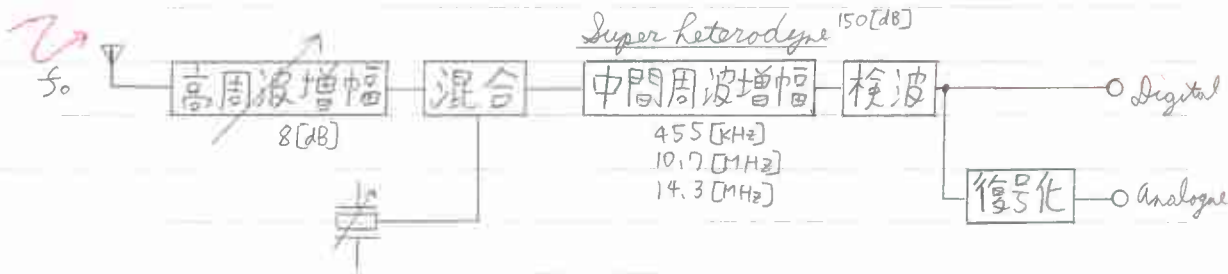 Super heterodyne 150[dB]
f₀
高周波増幅
混合
中間周波増幅
検波
Digital
8[dB]
455[KHz]
10.7[MHz]
14.3[MHz]
復号化
Analogue